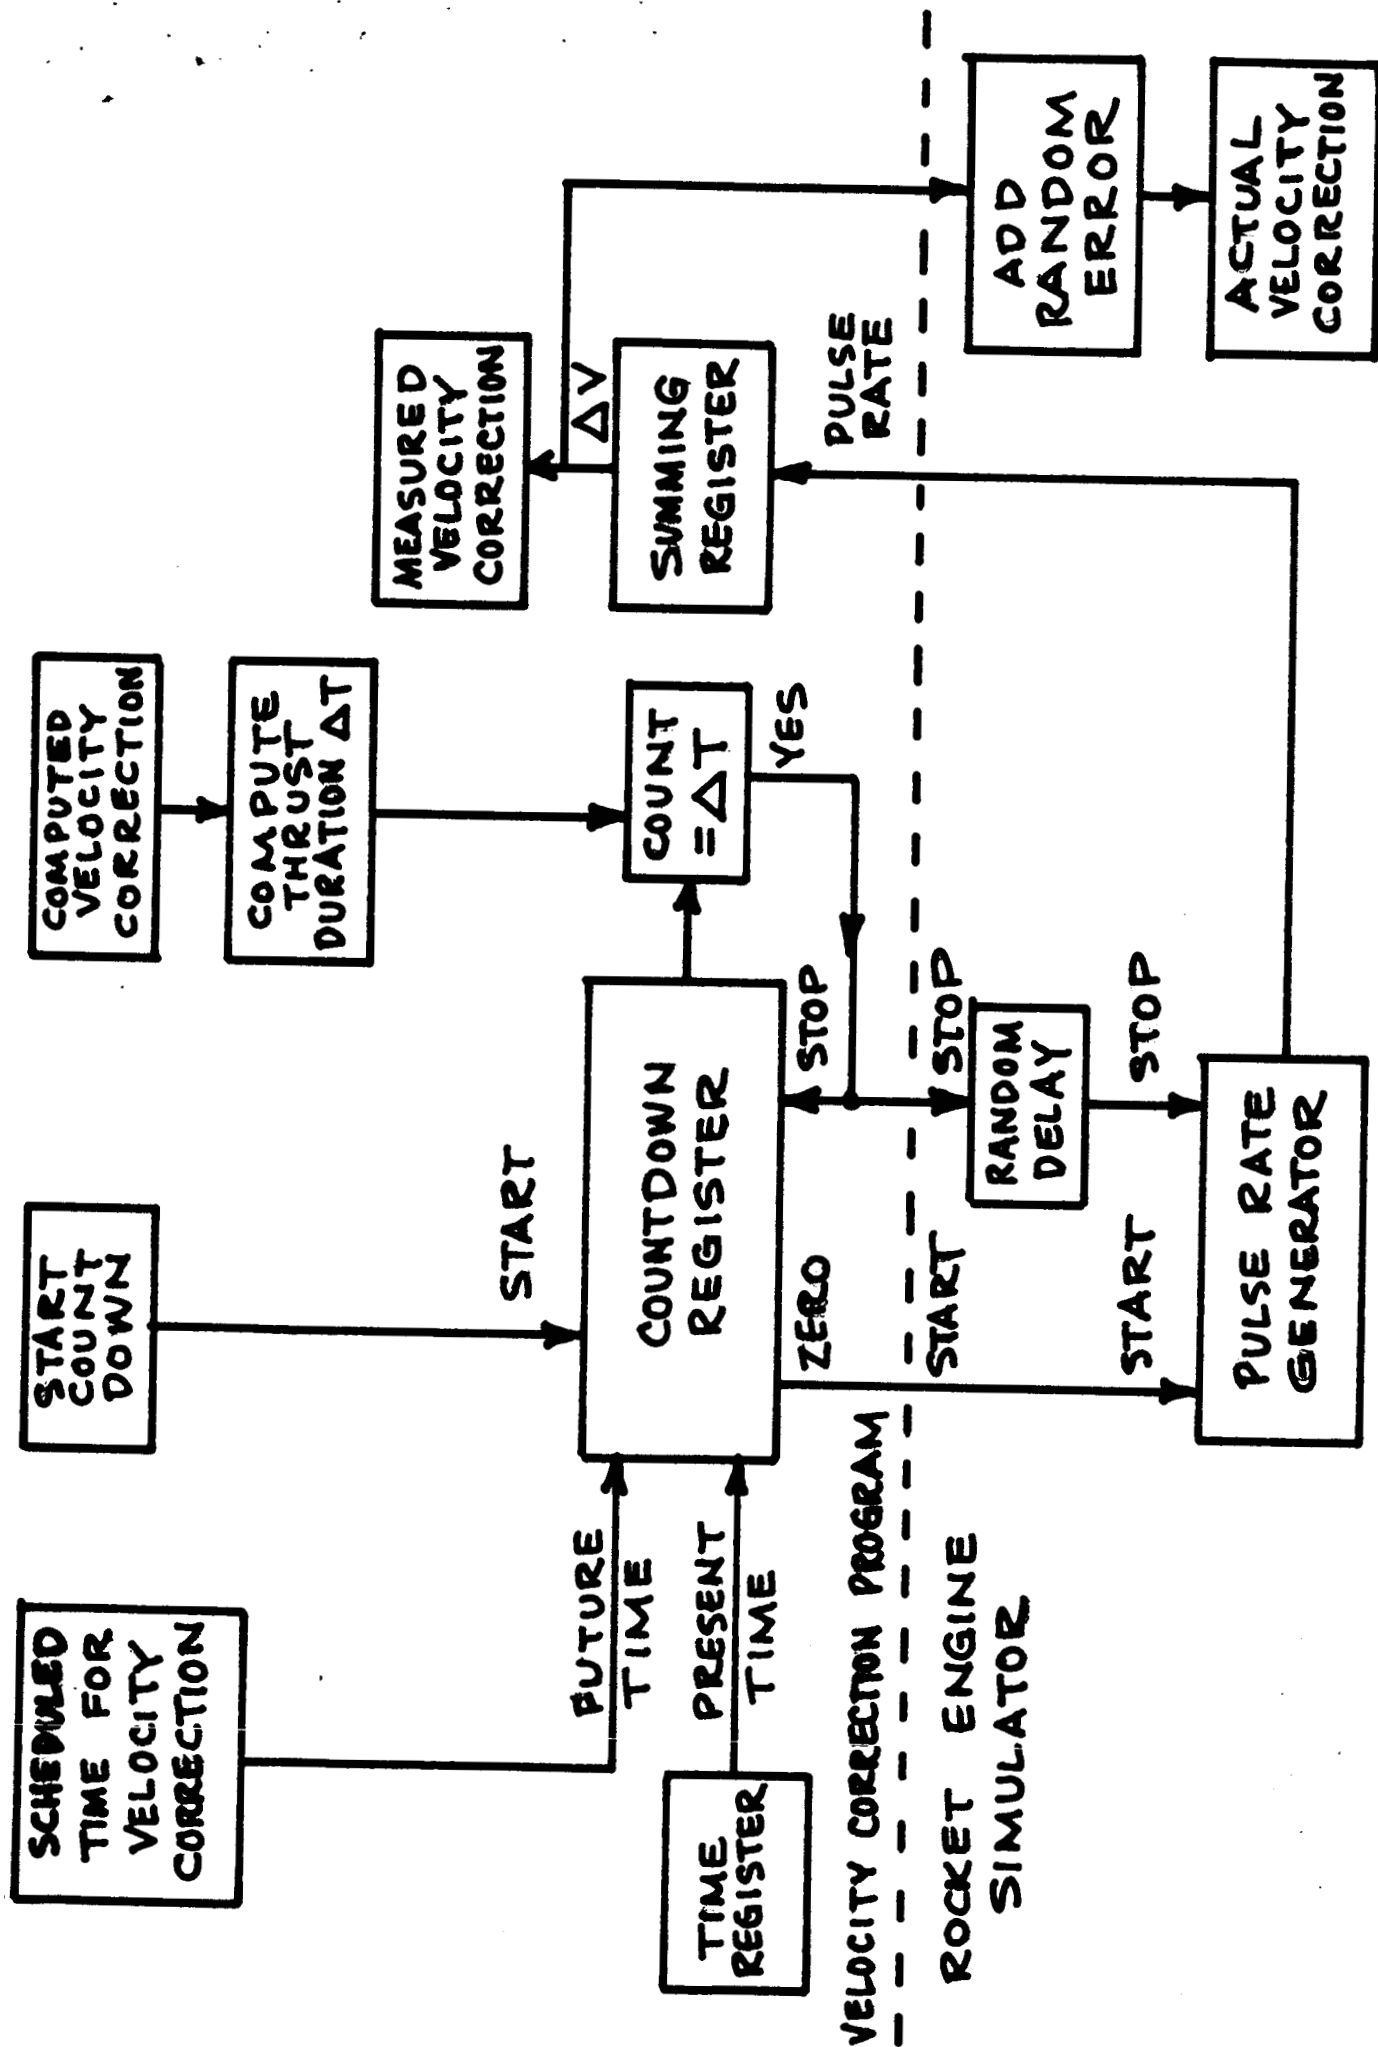 SCHEDULED
TIME FOR
VELOCITY
CORRECTION
START
COUNT
DOWN
COMPUTED
VELOCITY
CORRECTION
COMPUTE
THRUST
DURATION ΔT
MEASURED
VELOCITY
CORRECTION
ΔV
START
FUTURE
TIME
PRESENT
TIME
TIME
REGISTER
COUNTDOWN
REGISTER
COUNT
= ΔT
YES
SUMMING
REGISTER
ZERO
STOP
PULSE
RATE
VELOCITY CORRECTION PROGRAM
ROCKET ENGINE
SIMULATOR
START
STOP
RANDOM
DELAY
START
STOP
PULSE RATE
GENERATOR
ADD
RANDOM
ERROR
ACTUAL
VELOCITY
CORRECTION